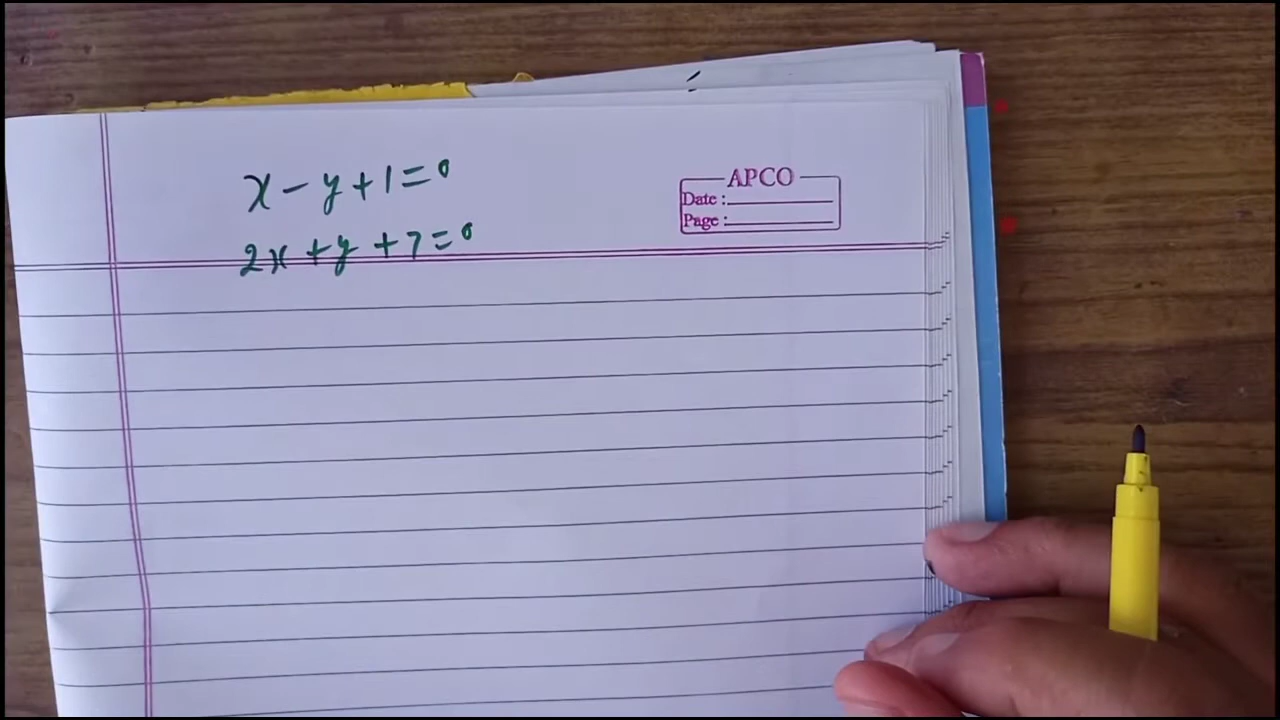 x - y + 1 = 0
2x + y + 7 = 0
APCO
Date :
Page :